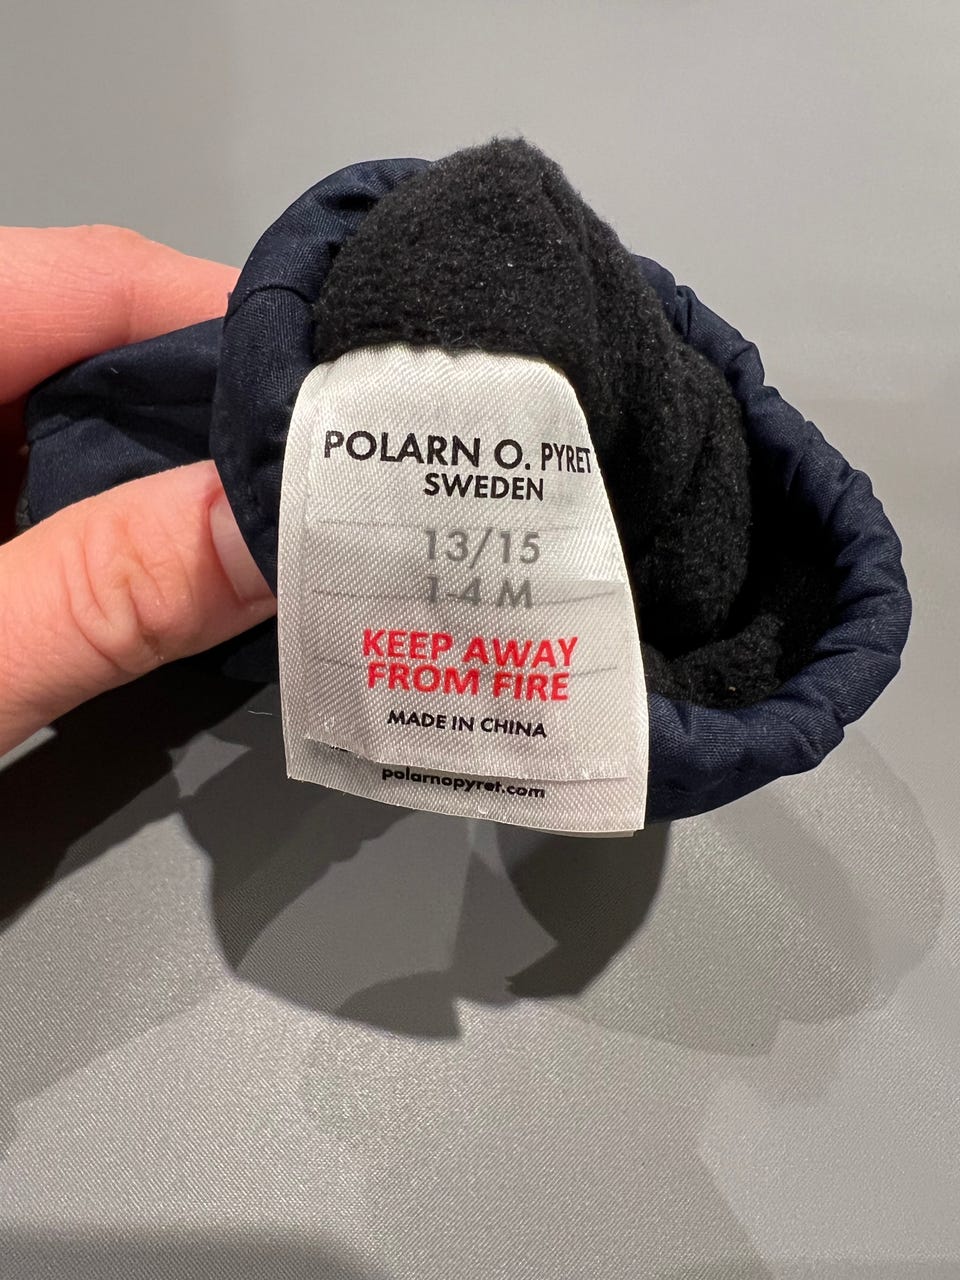 POLARN O. PYRET
SWEDEN
13/15
1-4 M
KEEP AWAY
FROM FIRE
MADE IN CHINA
polarnopyret.com